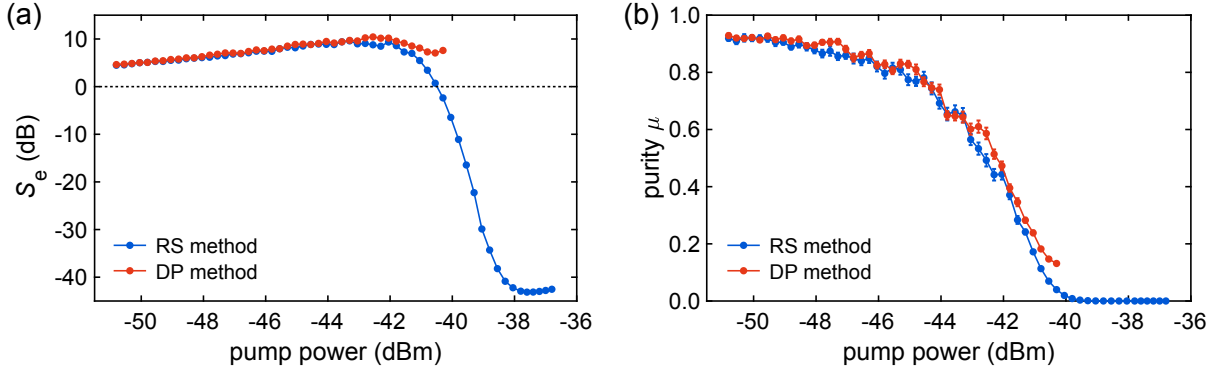 (a)
S_e (dB)
10
0
-10
-20
-30
-40
RS method
DP method
-50 -48 -46 -44 -42 -40 -38 -36
pump power (dBm)
(b)
purity μ
1.0
0.8
0.6
0.4
0.2
0.0
RS method
DP method
-50 -48 -46 -44 -42 -40 -38 -36
pump power (dBm)